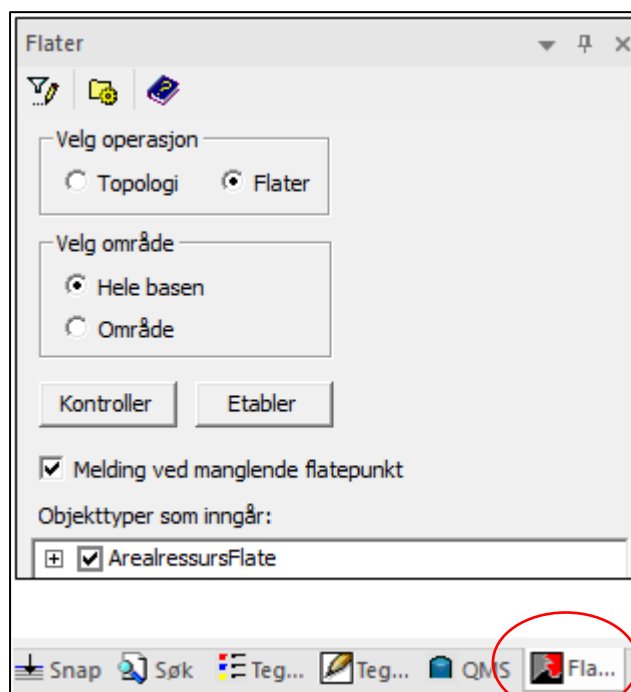 Flater
Velg operasjon
Topologi Flater
Velg område
Hele basen
Område
Kontroller Etabler
Melding ved manglende flatepunkt
Objekttyper som inngår:
ArealressursFlate
Snap Søk Teg... Teg... QMS Fla...